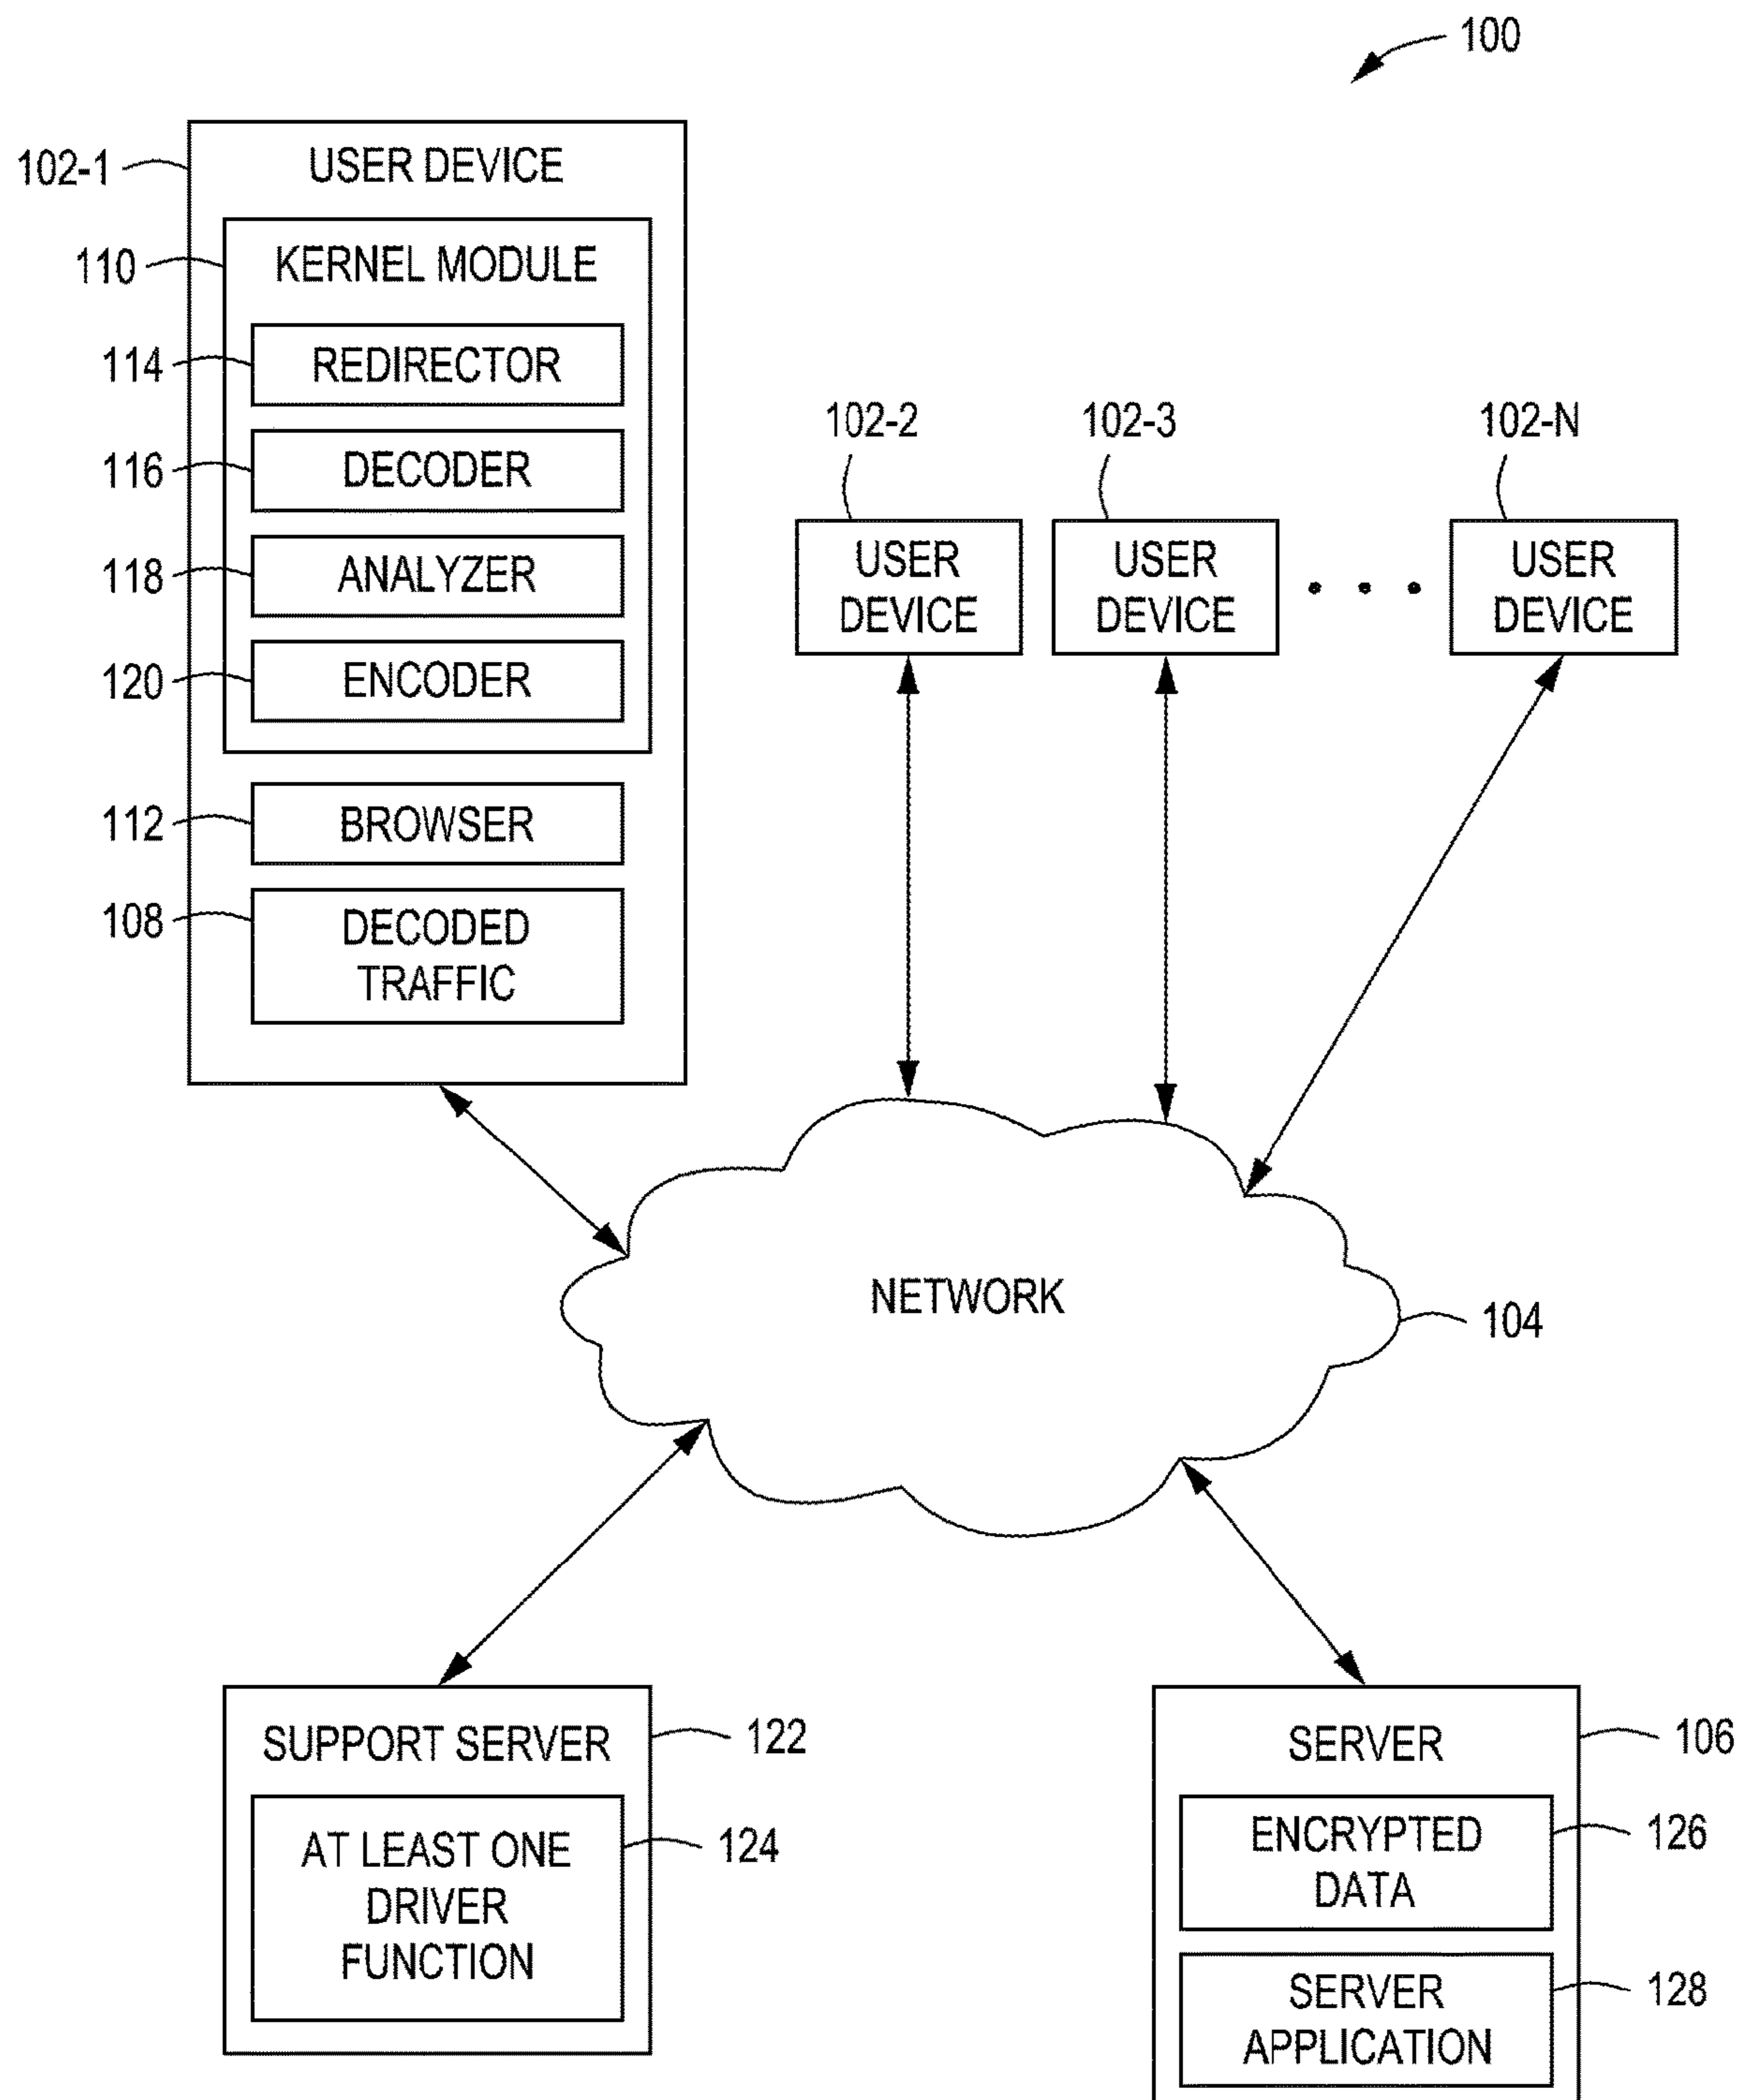 100
102-1
USER DEVICE
110
KERNEL MODULE
114
REDIRECTOR
116
DECODER
118
ANALYZER
120
ENCODER
112
BROWSER
108
DECODED
TRAFFIC
102-2
USER
DEVICE
102-3
USER
DEVICE
102-N
USER
DEVICE
NETWORK
104
SUPPORT SERVER
122
AT LEAST ONE
DRIVER
FUNCTION
124
SERVER
106
ENCRYPTED
DATA
126
SERVER
APPLICATION
128